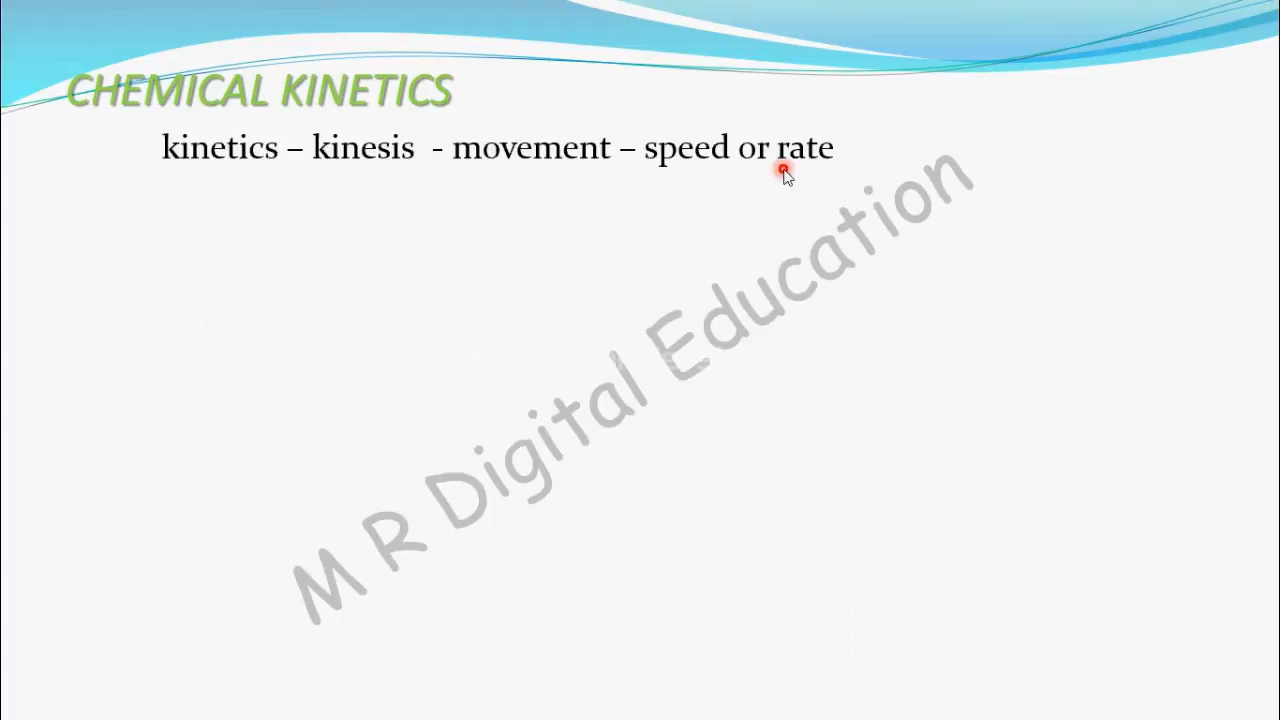 CHEMICAL KINETICS
kinetics – kinesis - movement – speed or rate
M R Digital Education